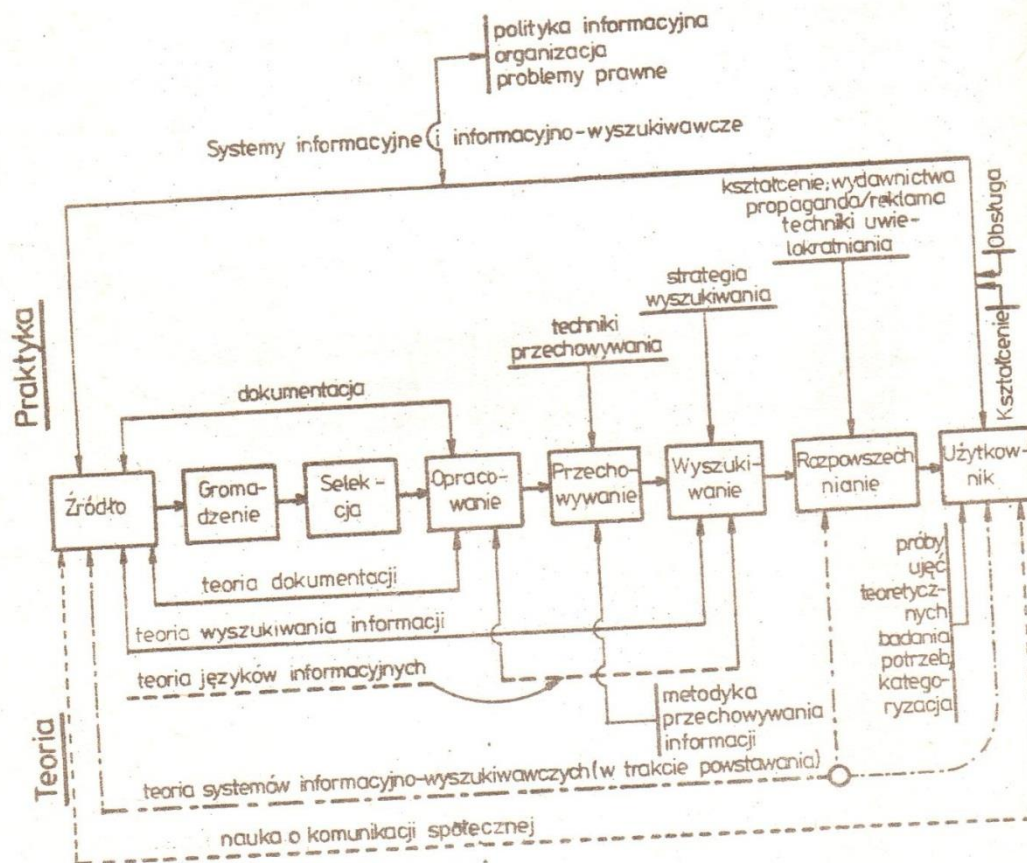 polityka informacyjna
organizacja
problemy prawne
Systemy informacyjne i informacyjno-wyszukiwawcze
kształcenie, wydawnictwa
propaganda/reklama
techniki uwie-
lokratniania
Obsługa
Kształcenie
strategia
wyszukiwania
techniki
przechowywania
Praktyka
dokumentacja
Źródło
Groma-
dzenie
Selek-
cja
Opraco-
wanie
Przecho-
wywanie
Wyszuki-
wanie
Rozpowszech
nianie
Użytkow-
nik
teoria dokumentacji
teoria wyszukiwania informacji
teoria języków informacyjnych
próby
ujęć
teoretycz-
nych
badania
potrzeb
katego-
ryzacja
metodyka
przechowywania
informacji
Teoria
teoria systemów informacyjno-wyszukiwawczych (w trakcie powstawania)
nauka o komunikacji społecznej